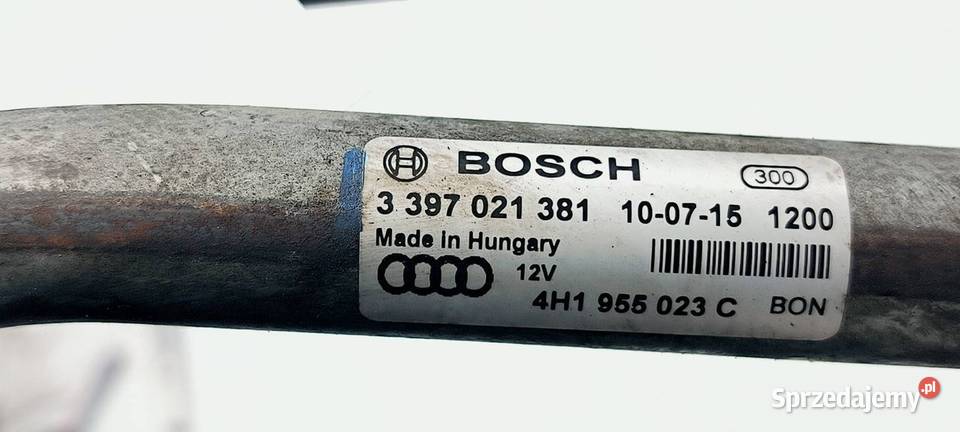 BOSCH 300
3 397 021 381 10-07-15 1200
Made in Hungary
12V
4H1 955 023 C BON
Sprzedajemy.pl